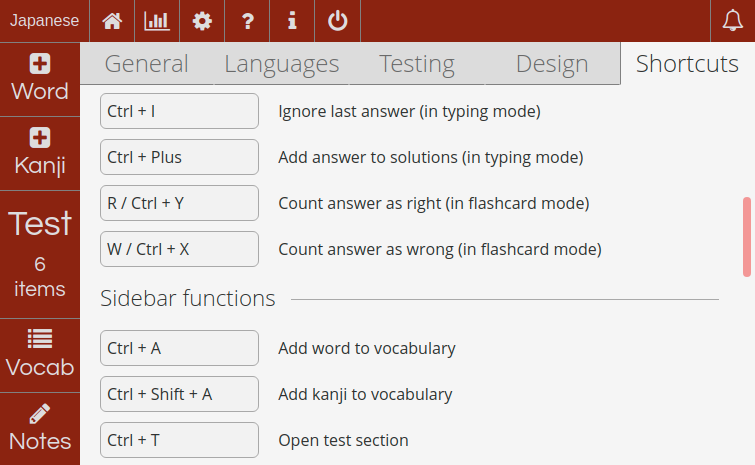 Japanese
General Languages Testing Design Shortcuts
Word
Kanji
Test
6
items
Vocab
Notes
Ctrl + I Ignore last answer (in typing mode)
Ctrl + Plus Add answer to solutions (in typing mode)
R / Ctrl + Y Count answer as right (in flashcard mode)
W / Ctrl + X Count answer as wrong (in flashcard mode)
Sidebar functions
Ctrl + A Add word to vocabulary
Ctrl + Shift + A Add kanji to vocabulary
Ctrl + T Open test section